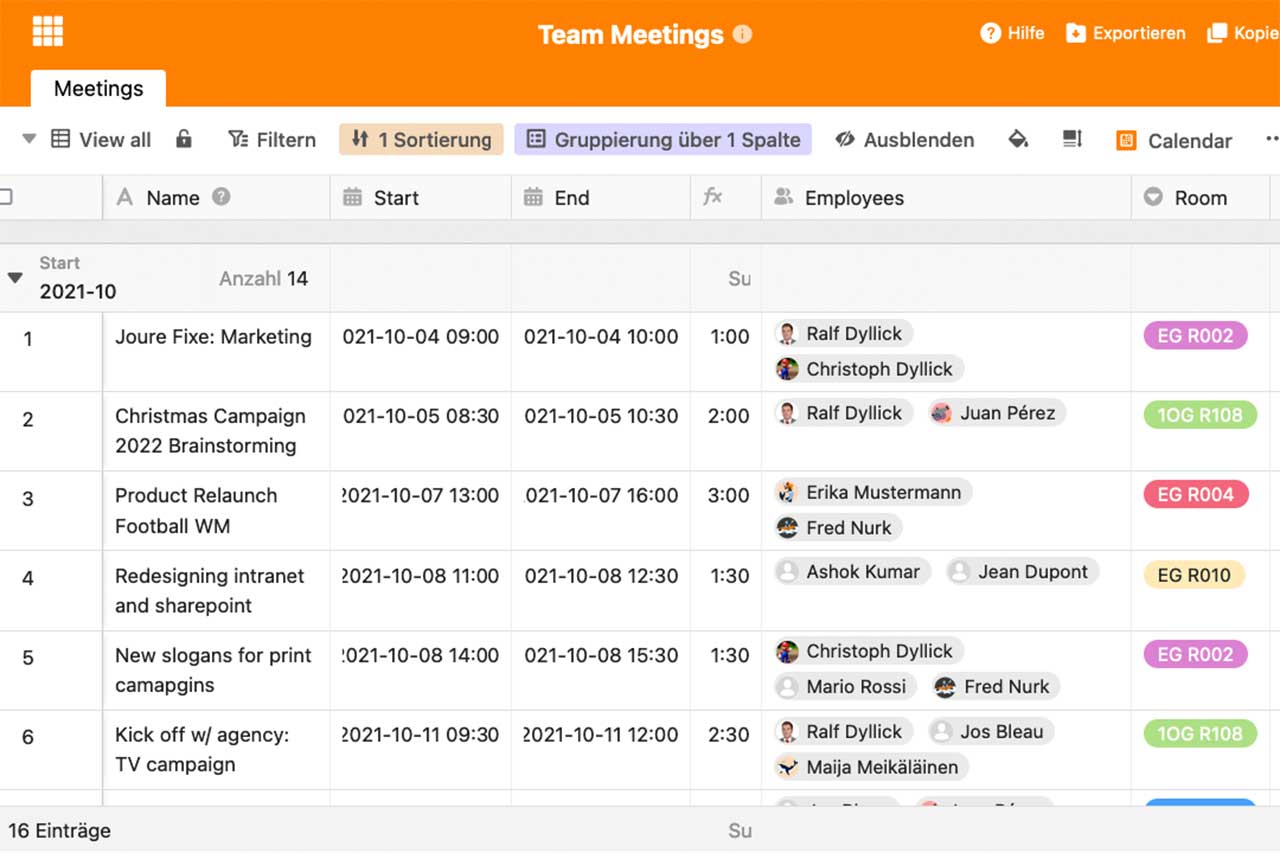 Team Meetings
Hilfe
Exportieren
Kopie
Meetings
View all
Filtern
1 Sortierung
Gruppierung über 1 Spalte
Ausblenden
Calendar
Name
Start
End
fx
Employees
Room
Start
2021-10
Anzahl 14
Su
1
Joure Fixe: Marketing
021-10-04 09:00
021-10-04 10:00
1:00
Ralf Dyllick
Christoph Dyllick
EG R002
2
Christmas Campaign
2022 Brainstorming
021-10-05 08:30
021-10-05 10:30
2:00
Ralf Dyllick
Juan Pérez
1OG R108
3
Product Relaunch
Football WM
2021-10-07 13:00
021-10-07 16:00
3:00
Erika Mustermann
Fred Nurk
EG R004
4
Redesigning intranet
and sharepoint
2021-10-08 11:00
021-10-08 12:30
1:30
Ashok Kumar
Jean Dupont
EG R010
5
New slogans for print
camapgins
2021-10-08 14:00
021-10-08 15:30
1:30
Christoph Dyllick
Mario Rossi
Fred Nurk
EG R002
6
Kick off w/ agency:
TV campaign
2021-10-11 09:30
2021-10-11 12:00
2:30
Ralf Dyllick
Jos Bleau
Maija Meikäläinen
1OG R108
16 Einträge
Su